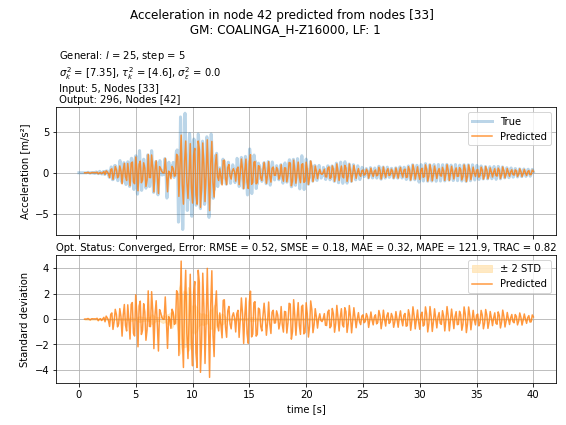 Acceleration in node 42 predicted from nodes [33]
GM: COALINGA_H-Z16000, LF: 1
General: l = 25, step = 5
σ²ₖ = [7.35], τ²ₖ = [4.6], σ²ε = 0.0
Input: 5, Nodes [33]
Output: 296, Nodes [42]
True
Predicted
5
0
−5
Acceleration [m/s²]
Opt. Status: Converged, Error: RMSE = 0.52, SMSE = 0.18, MAE = 0.32, MAPE = 121.9, TRAC = 0.82
± 2 STD
Predicted
4
2
0
−2
−4
Standard deviation
0 5 10 15 20 25 30 35 40
time [s]